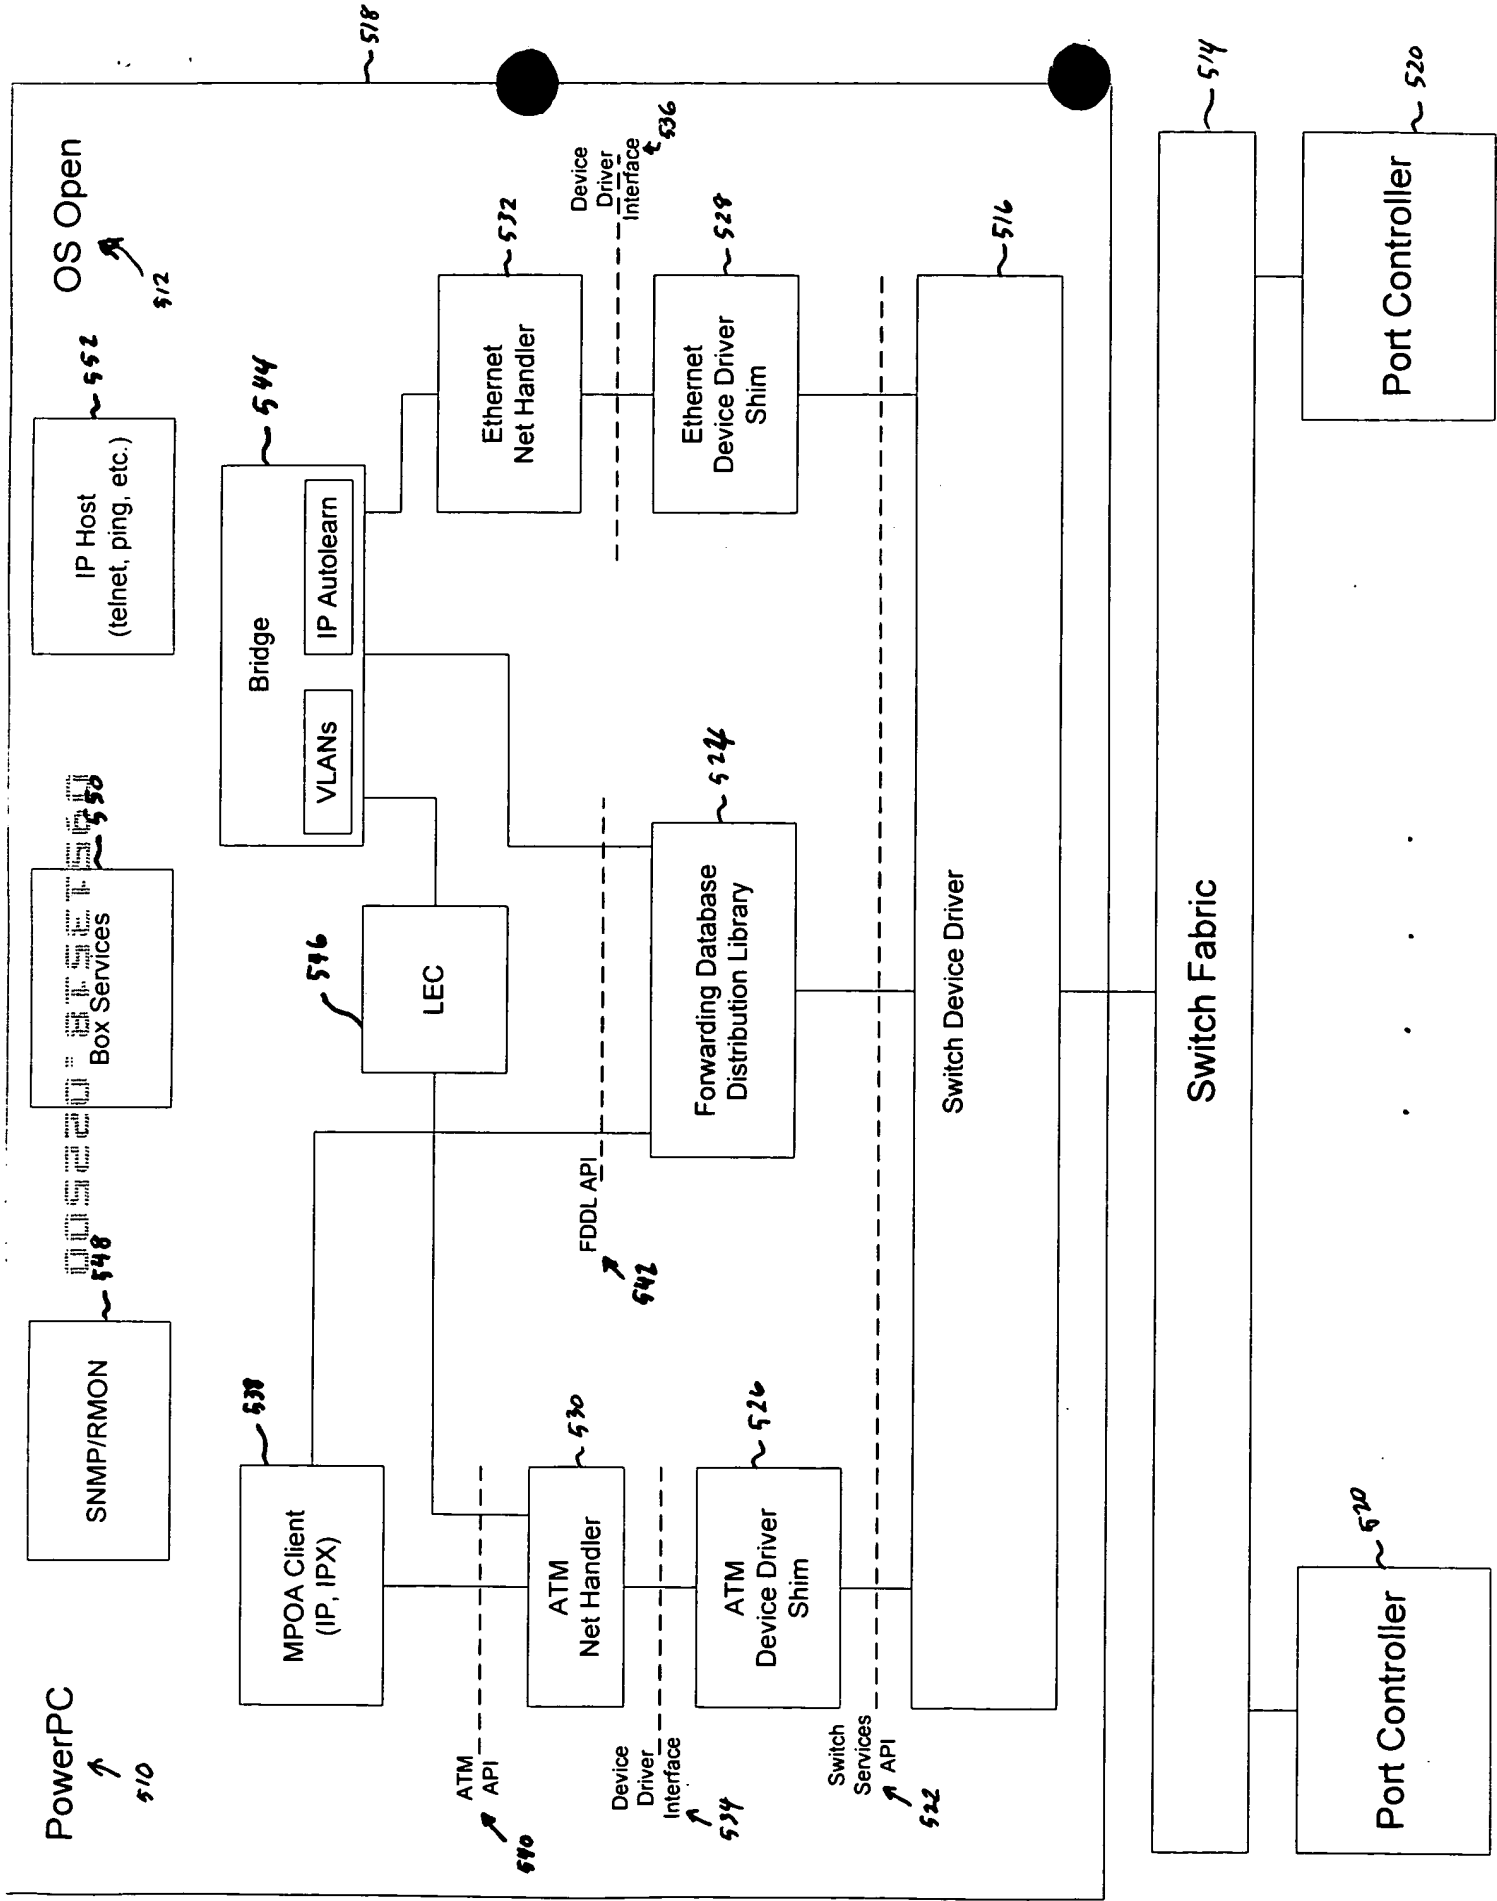 PowerPC
510
OS Open
512
518
SNMP/RMON
548
Box Services
550
IP Host
(telnet, ping, etc.)
552
MPOA Client
(IP, IPX)
538
Bridge
VLANs
IP Autolearn
544
LEC
546
ATM
API
540
ATM
Net Handler
530
Ethernet
Net Handler
532
FDDL API
542
Device
Driver
Interface
534
Device
Driver
Interface
536
ATM
Device Driver
Shim
526
Forwarding Database
Distribution Library
524
Ethernet
Device Driver
Shim
528
Switch
Services
API
522
Switch Device Driver
516
Switch Fabric
514
Port Controller
520
Port Controller
520